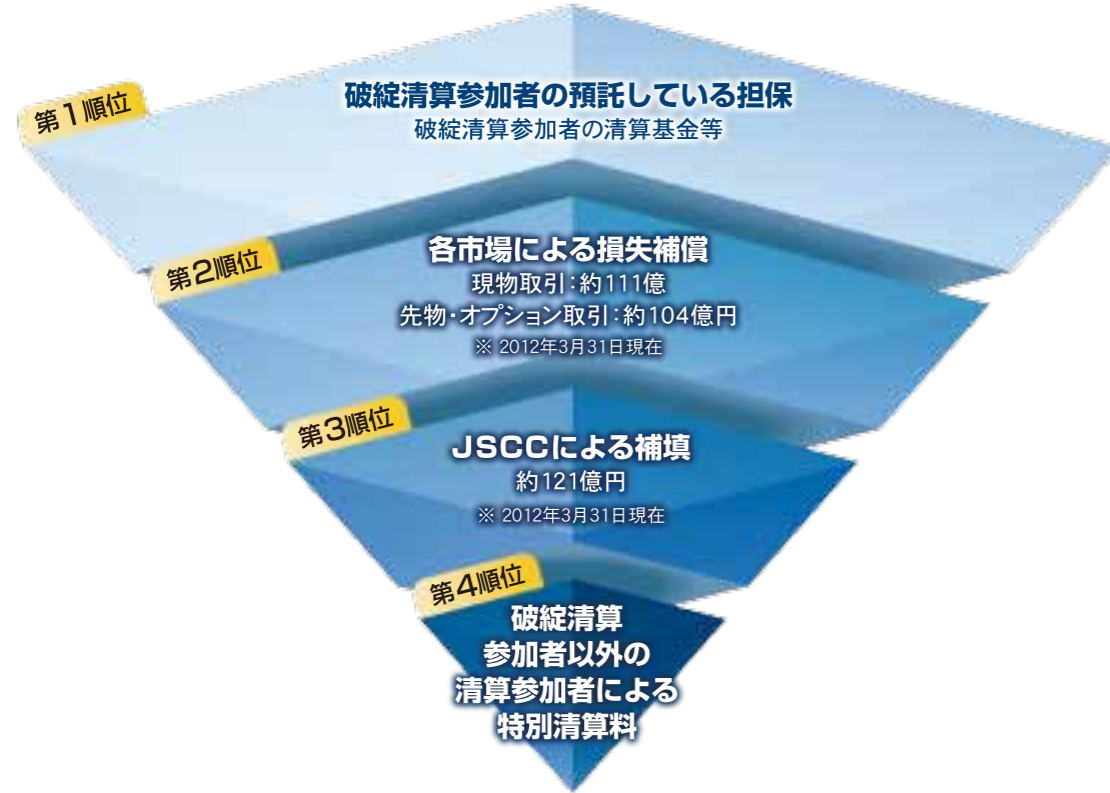 第1順位
破綻清算参加者の預託している担保
破綻清算参加者の清算基金等
第2順位
各市場による損失補償
現物取引：約111億
先物・オプション取引：約104億円
※ 2012年3月31日現在
第3順位
JSCCによる補填
約121億円
※ 2012年3月31日現在
第4順位
破綻清算
参加者以外の
清算参加者による
特別清算料